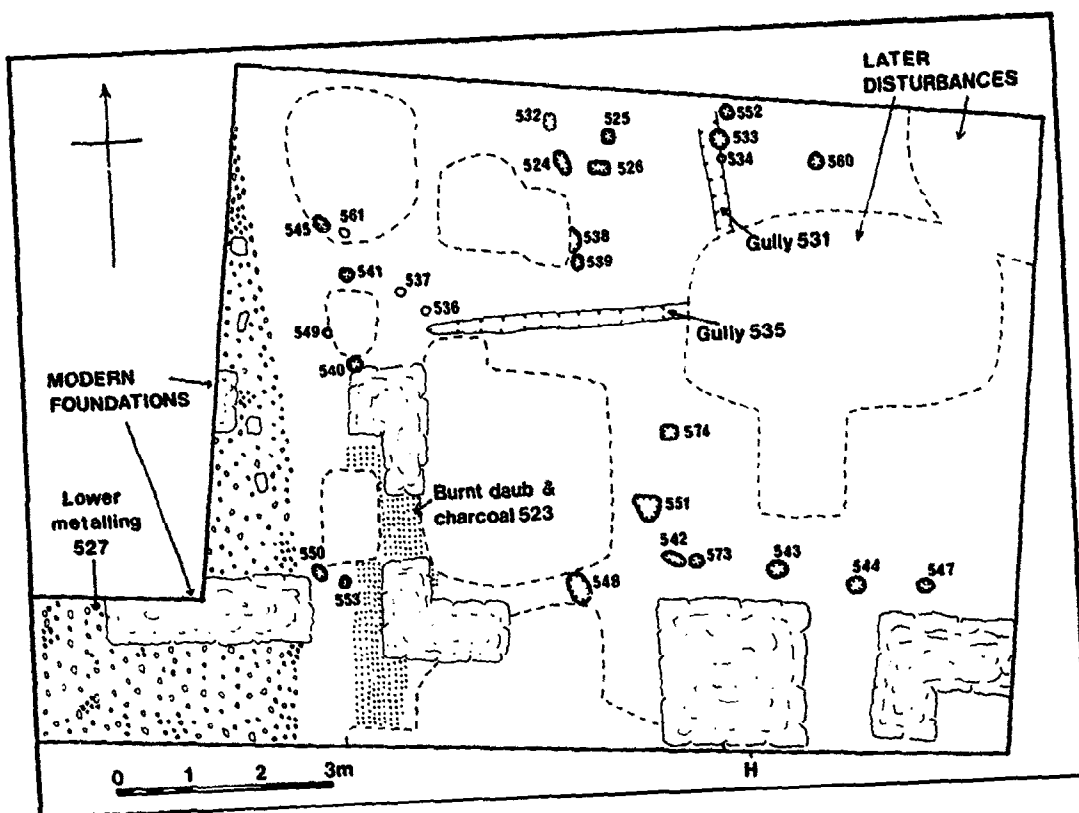 LATER
DISTURBANCES
532
525
552
533
524
526
534
560
545
561
538
Gully 531
539
541
537
536
549
Gully 535
540
MODERN
FOUNDATIONS
574
Lower
metalling
527
Burnt daub &
charcoal 523
551
542
573
543
550
553
548
544
547
0 1 2 3m
H